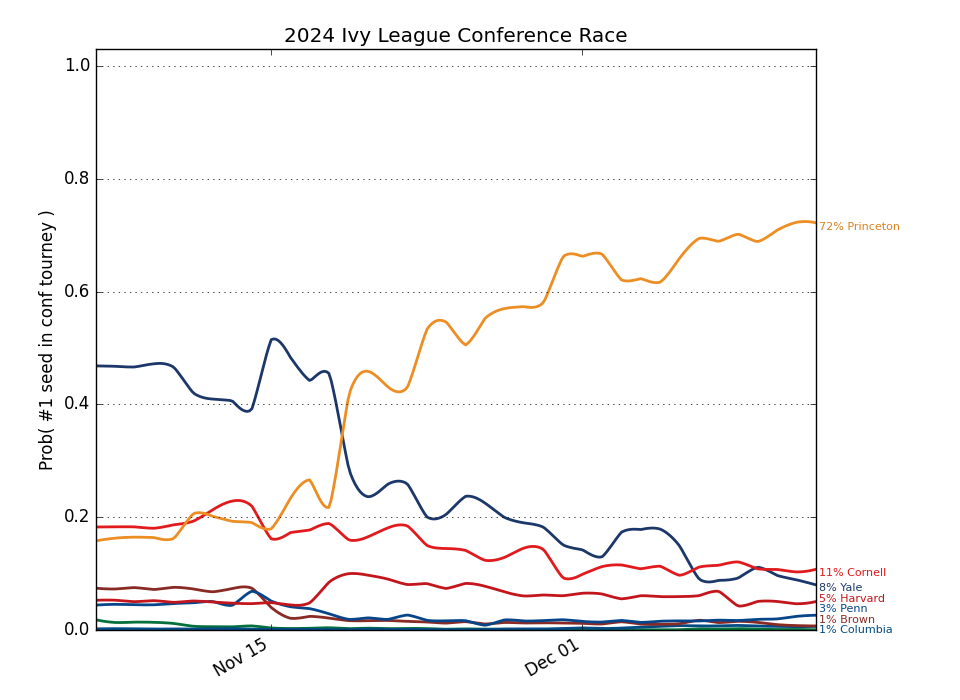 2024 Ivy League Conference Race
Prob( #1 seed in conf tourney )
1.0
0.8
0.6
0.4
0.2
0.0
Nov 15
Dec 01
72% Princeton
11% Cornell
8% Yale
5% Harvard
3% Penn
1% Brown
1% Columbia